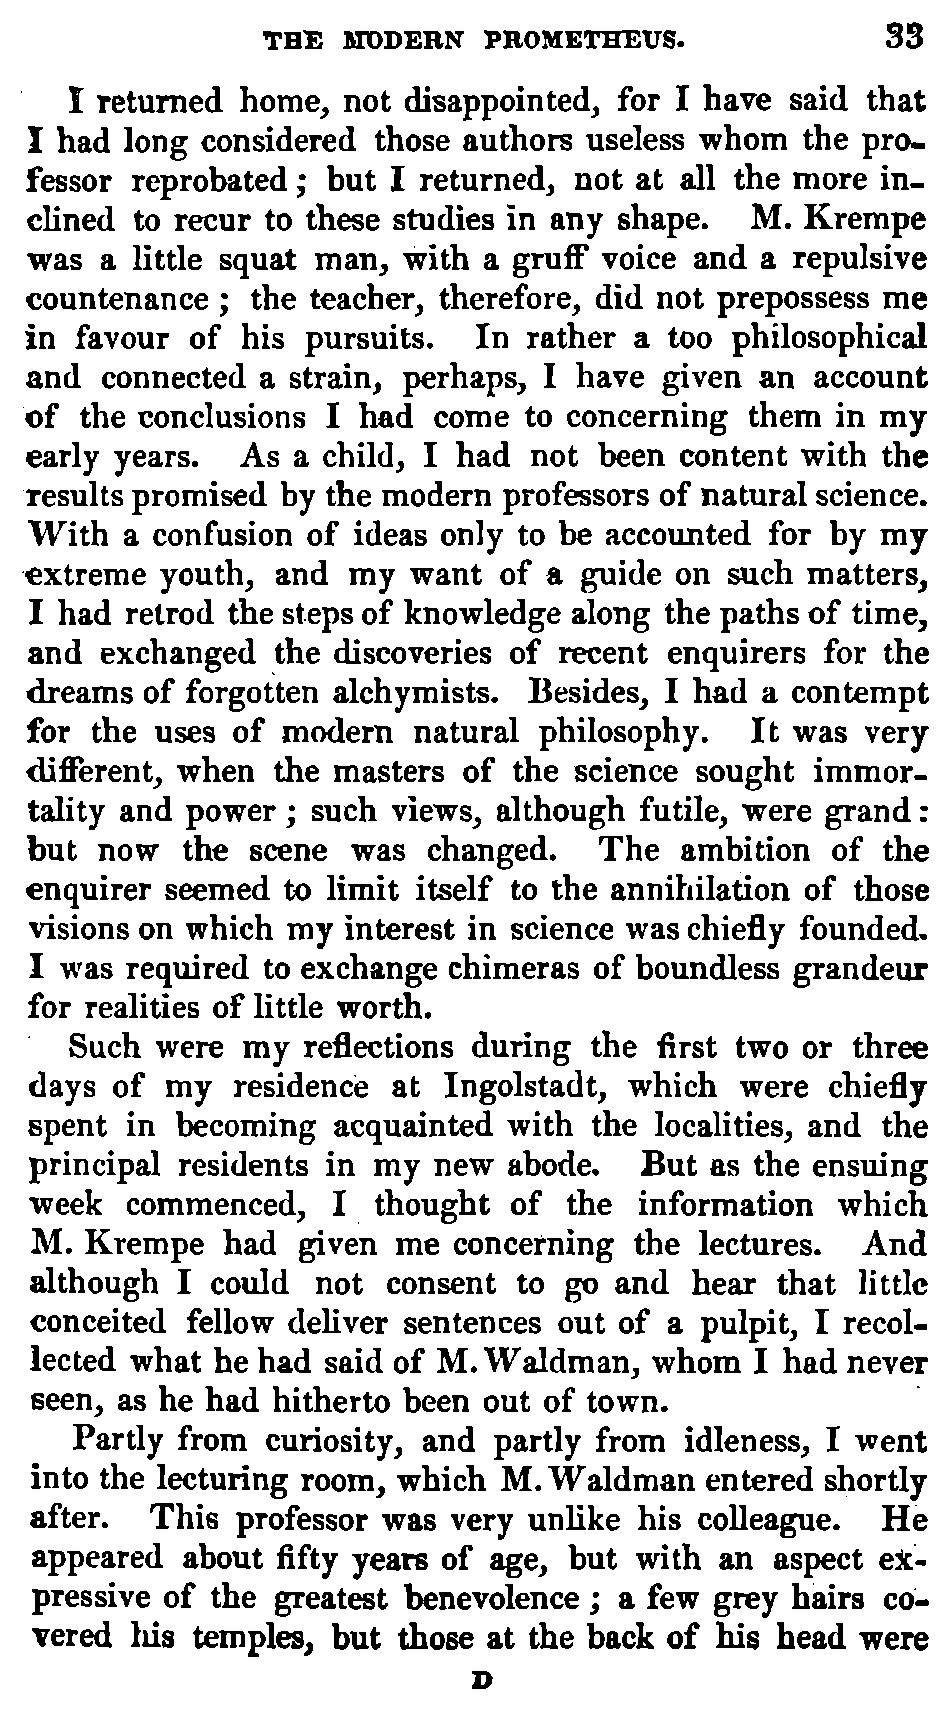 THE MODERN PROMETHEUS. 33
I returned home, not disappointed, for I have said that
I had long considered those authors useless whom the pro-
fessor reprobated; but I returned, not at all the more in-
clined to recur to these studies in any shape. M. Krempe
was a little squat man, with a gruff voice and a repulsive
countenance; the teacher, therefore, did not prepossess me
in favour of his pursuits. In rather a too philosophical
and connected a strain, perhaps, I have given an account
of the conclusions I had come to concerning them in my
early years. As a child, I had not been content with the
results promised by the modern professors of natural science.
With a confusion of ideas only to be accounted for by my
extreme youth, and my want of a guide on such matters,
I had retrod the steps of knowledge along the paths of time,
and exchanged the discoveries of recent enquirers for the
dreams of forgotten alchymists. Besides, I had a contempt
for the uses of modern natural philosophy. It was very
different, when the masters of the science sought immor-
tality and power; such views, although futile, were grand:
but now the scene was changed. The ambition of the
enquirer seemed to limit itself to the annihilation of those
visions on which my interest in science was chiefly founded.
I was required to exchange chimeras of boundless grandeur
for realities of little worth.
Such were my reflections during the first two or three
days of my residence at Ingolstadt, which were chiefly
spent in becoming acquainted with the localities, and the
principal residents in my new abode. But as the ensuing
week commenced, I thought of the information which
M. Krempe had given me concerning the lectures. And
although I could not consent to go and hear that little
conceited fellow deliver sentences out of a pulpit, I recol-
lected what he had said of M. Waldman, whom I had never
seen, as he had hitherto been out of town.
Partly from curiosity, and partly from idleness, I went
into the lecturing room, which M. Waldman entered shortly
after. This professor was very unlike his colleague. He
appeared about fifty years of age, but with an aspect ex-
pressive of the greatest benevolence; a few grey hairs co-
vered his temples, but those at the back of his head were
D